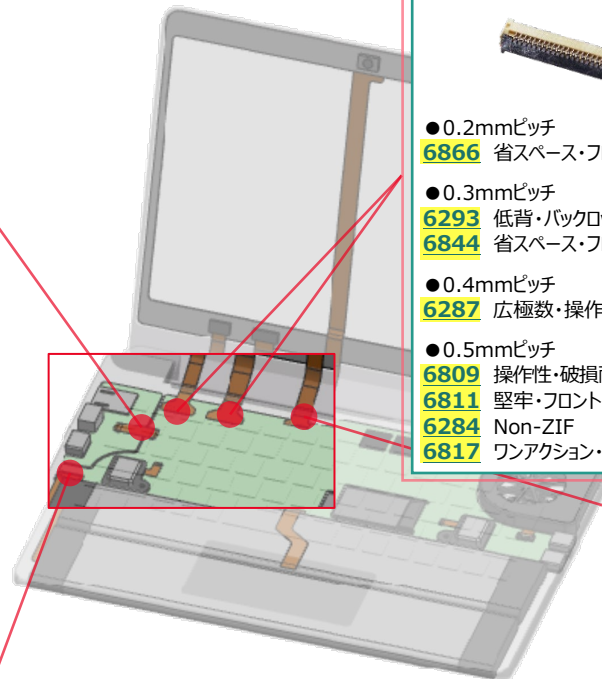 ●0.2mmピッチ
6866 省スペース・フ
●0.3mmピッチ
6293 低背・バックロ
6844 省スペース・フ
●0.4mmピッチ
6287 広極数・操作
●0.5mmピッチ
6809 操作性・破損
6811 堅牢・フロント
6284 Non-ZIF
6817 ワンアクション・